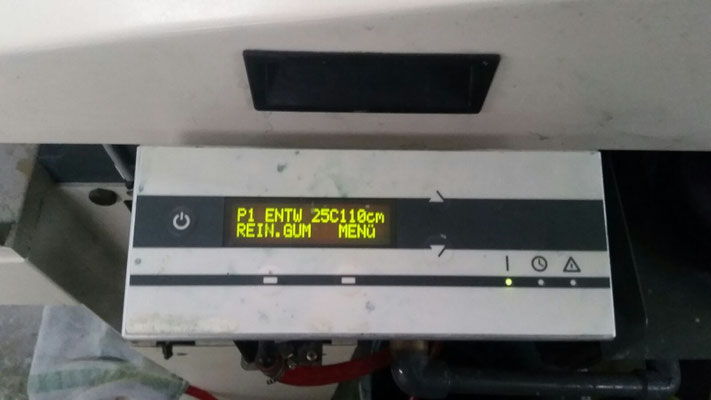 P1 ENTW 25C110cm
REIN.GUM MENÜ